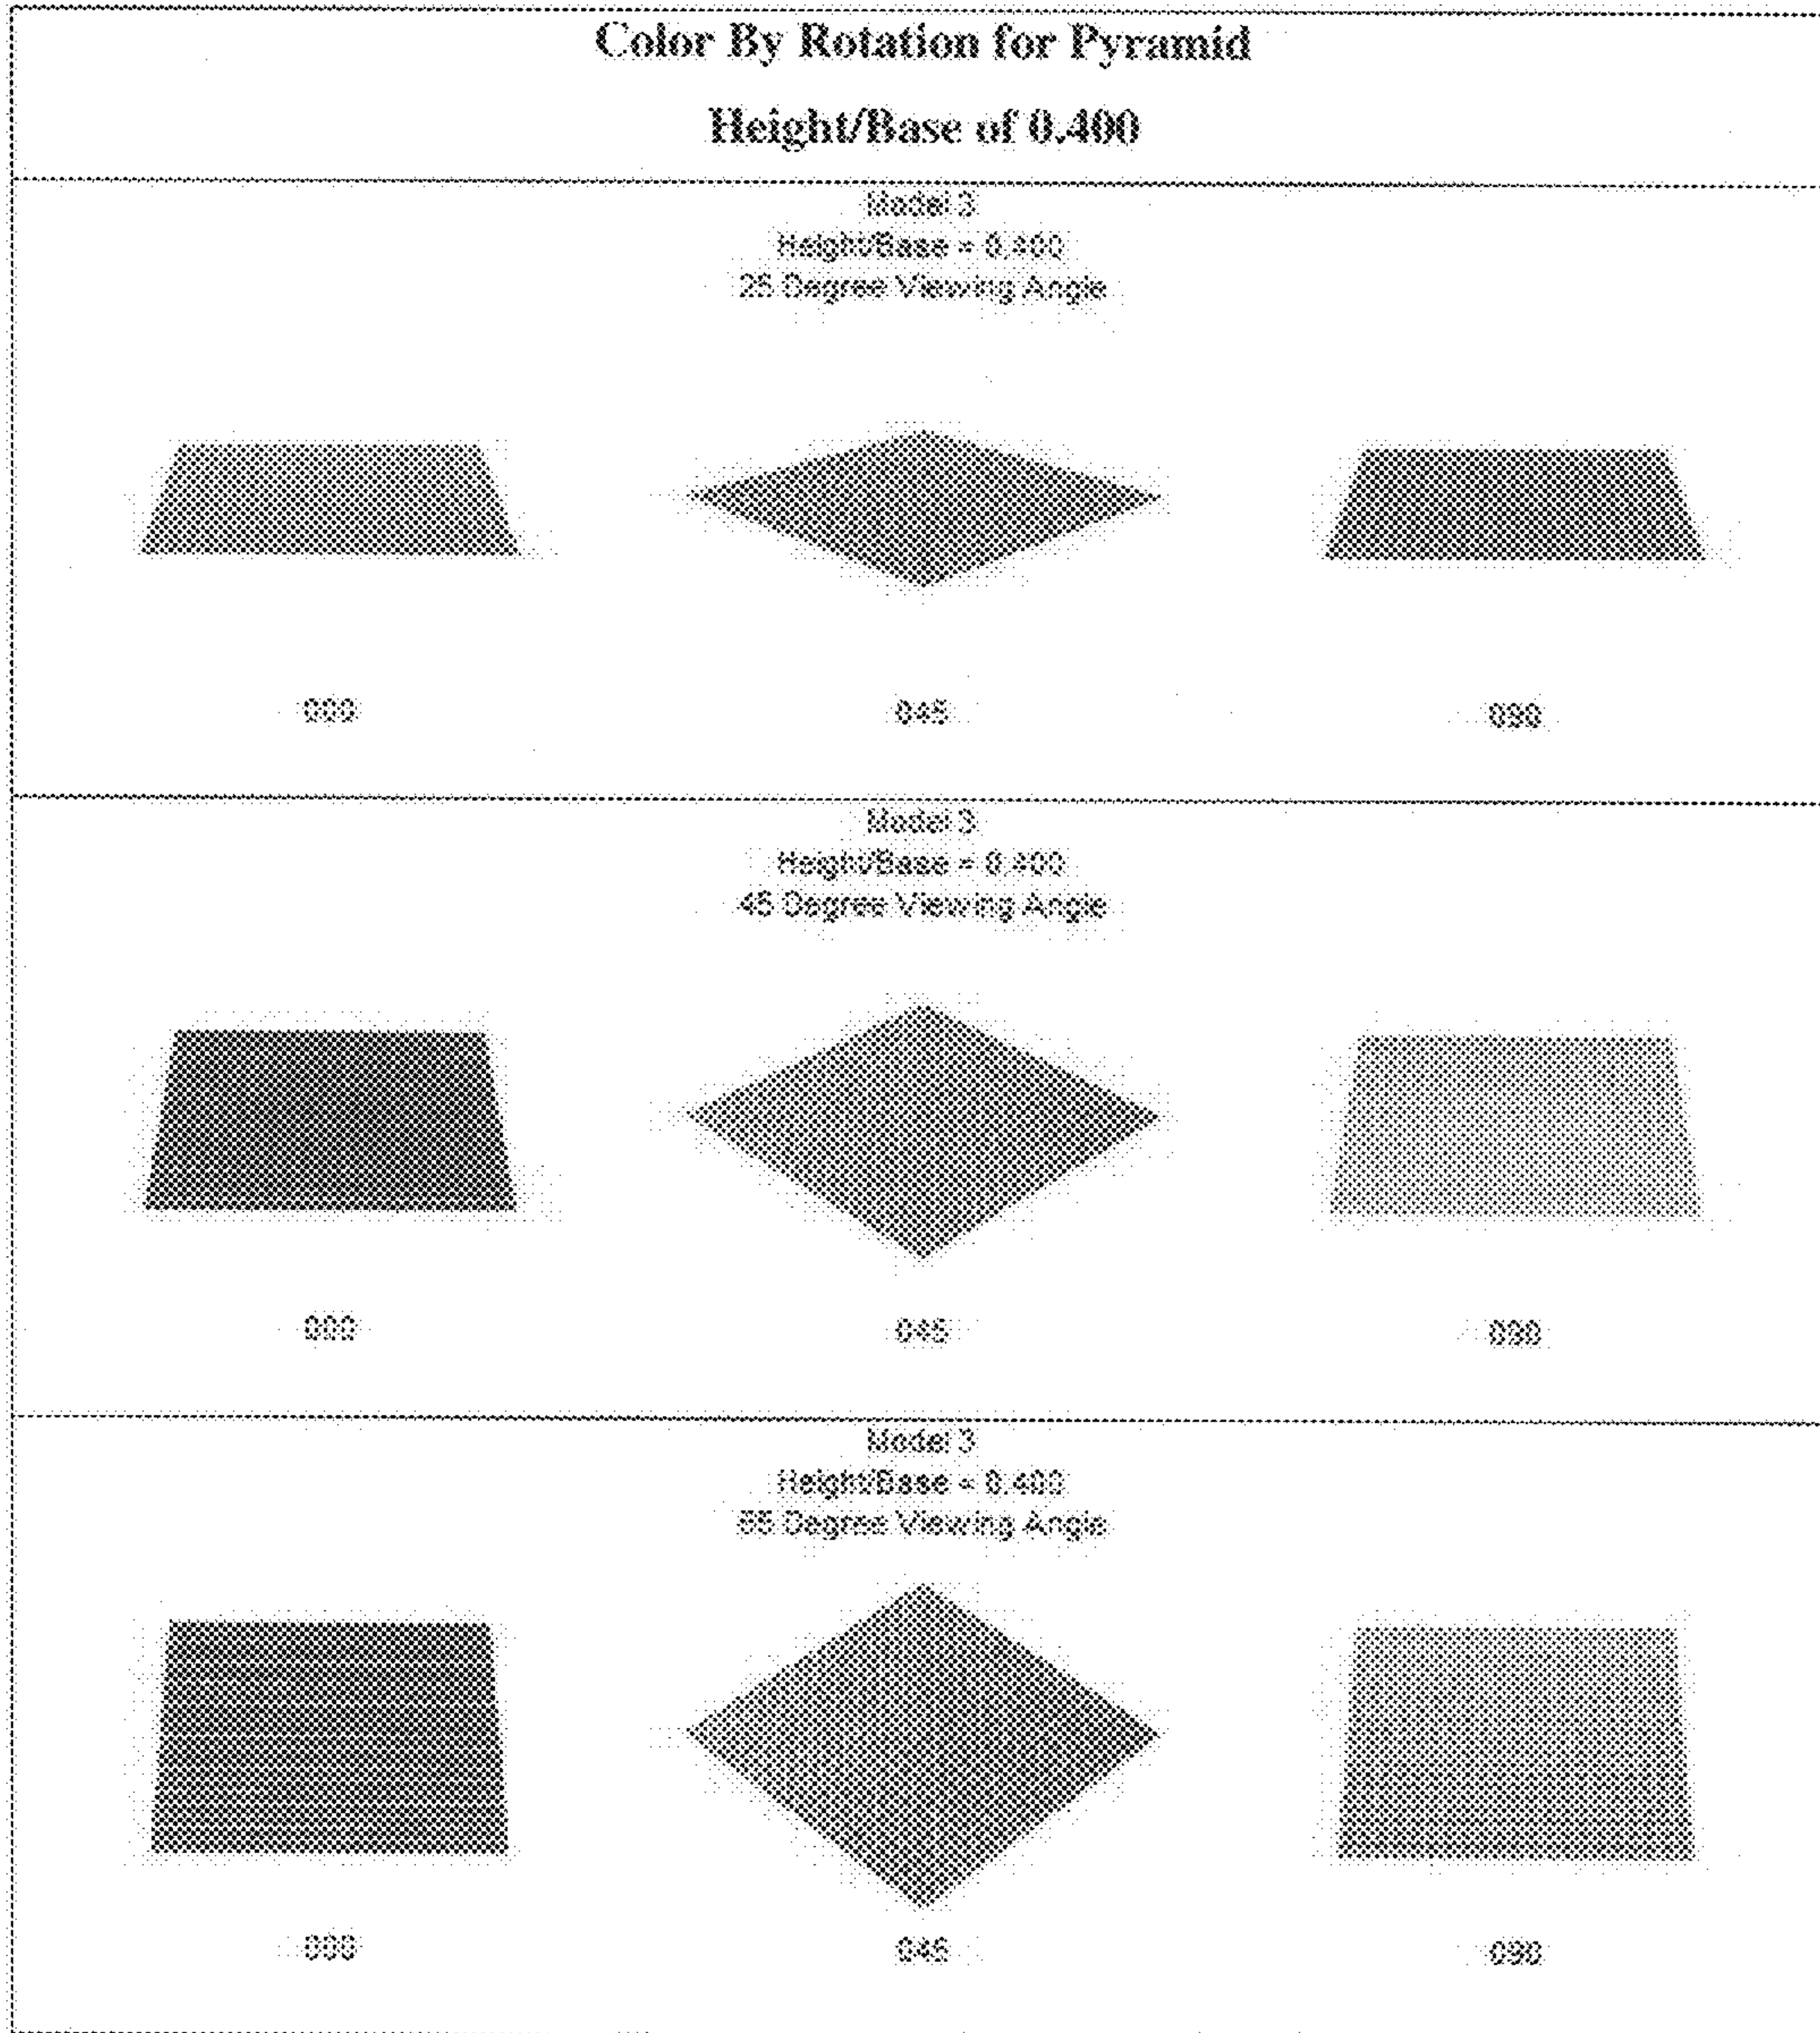 Color By Rotation for Pyramid
Height/Base of 0.400
Model 3
Height/Base = 0.400
25 Degree Viewing Angle
000 045 090
Model 3
Height/Base = 0.400
45 Degree Viewing Angle
000 045 090
Model 3
Height/Base = 0.400
Degree Viewing Angle
000 045 090